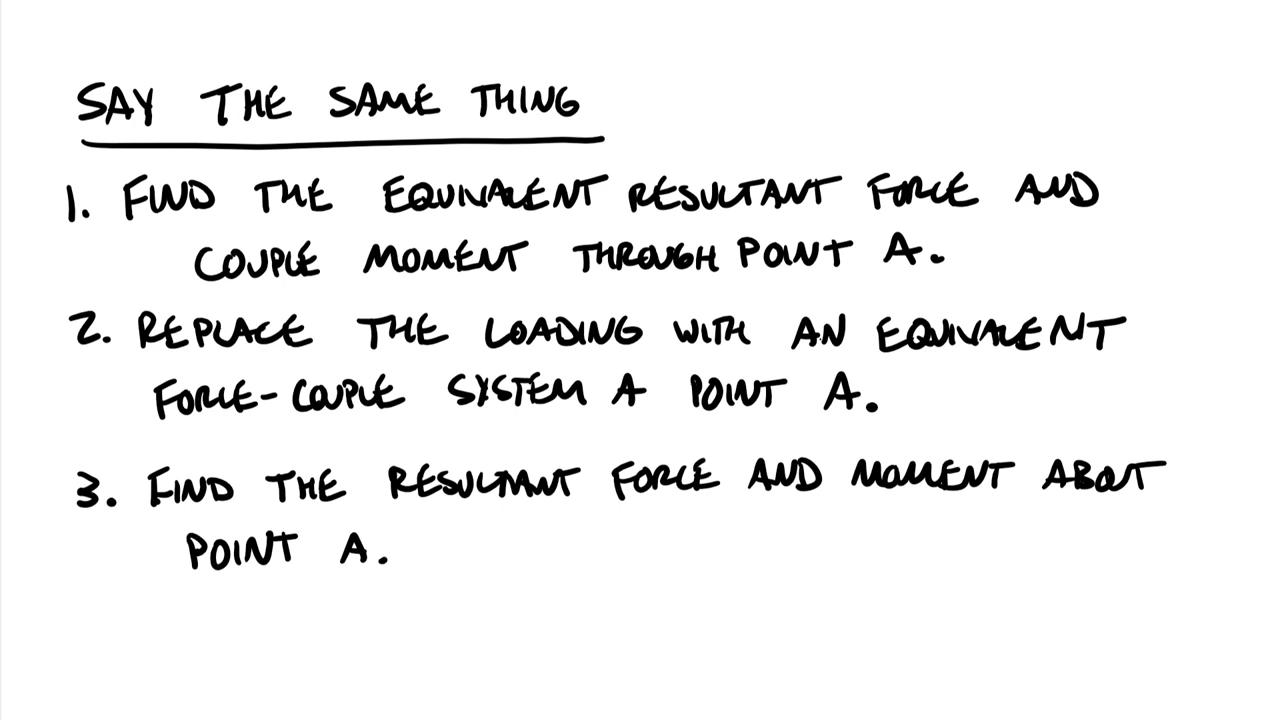 SAY THE SAME THING
1. FIND THE EQUIVALENT RESULTANT FORCE AND
COUPLE MOMENT THROUGH POINT A.
2. REPLACE THE LOADING WITH AN EQUIVALENT
FORCE-COUPLE SYSTEM A POINT A.
3. FIND THE RESULTANT FORCE AND MOMENT ABOUT
POINT A.